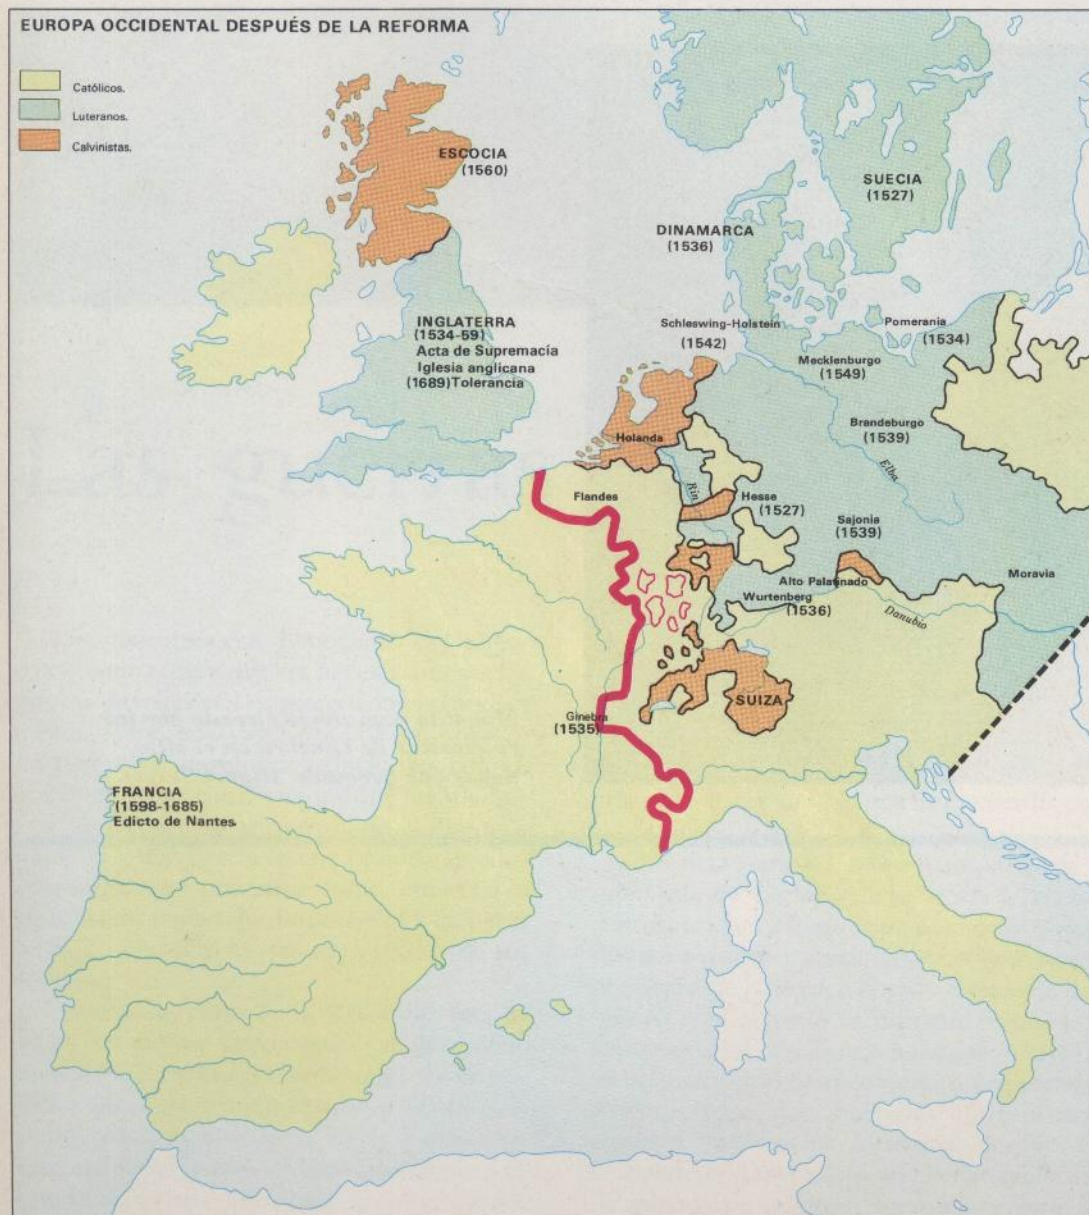 EUROPA OCCIDENTAL DESPUÉS DE LA REFORMA
Católicos.
Luteranos.
Calvinistas.
ESCOCIA
(1560)
SUECIA
(1527)
DINAMARCA
(1536)
INGLATERRA
(1534-59)
Acta de Supremacía
Iglesia anglicana
(1689)Tolerancia
Schleswing-Holstein
(1542)
Pomerania
(1534)
Mecklenburgo
(1549)
Brandeburgo
(1539)
Holanda
Elba
Rin
Flandes
Hesse
(1527)
Sajonia
(1539)
Moravia
Alto Palatinado
Wurtenberg
(1536)
Danubio
SUIZA
Ginebra
(1535)
FRANCIA
(1598-1685)
Edicto de Nantes.